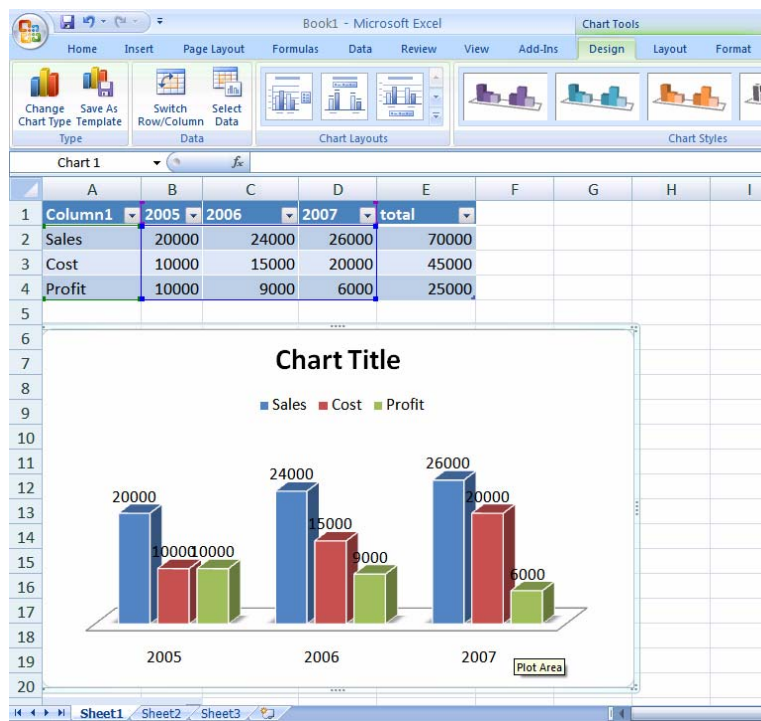 Book1 - Microsoft Excel
Chart Tools
Home Insert Page Layout Formulas Data Review View Add-Ins Design Layout Format
Change Save As Switch Select
Chart Type Template Row/Column Data
Type Data Chart Layouts Chart Styles
Chart 1 fx
A B C D E F G H I
1 Column1 2005 2006 2007 total
2 Sales 20000 24000 26000 70000
3 Cost 10000 15000 20000 45000
4 Profit 10000 9000 6000 25000
5
6
7 Chart Title
8
9 Sales Cost Profit
10
11 26000
12 24000
13 20000 20000
14 15000
15 10000 10000 9000
16 6000
17
18
19 2005 2006 2007
Plot Area
20
Sheet1 Sheet2 Sheet3